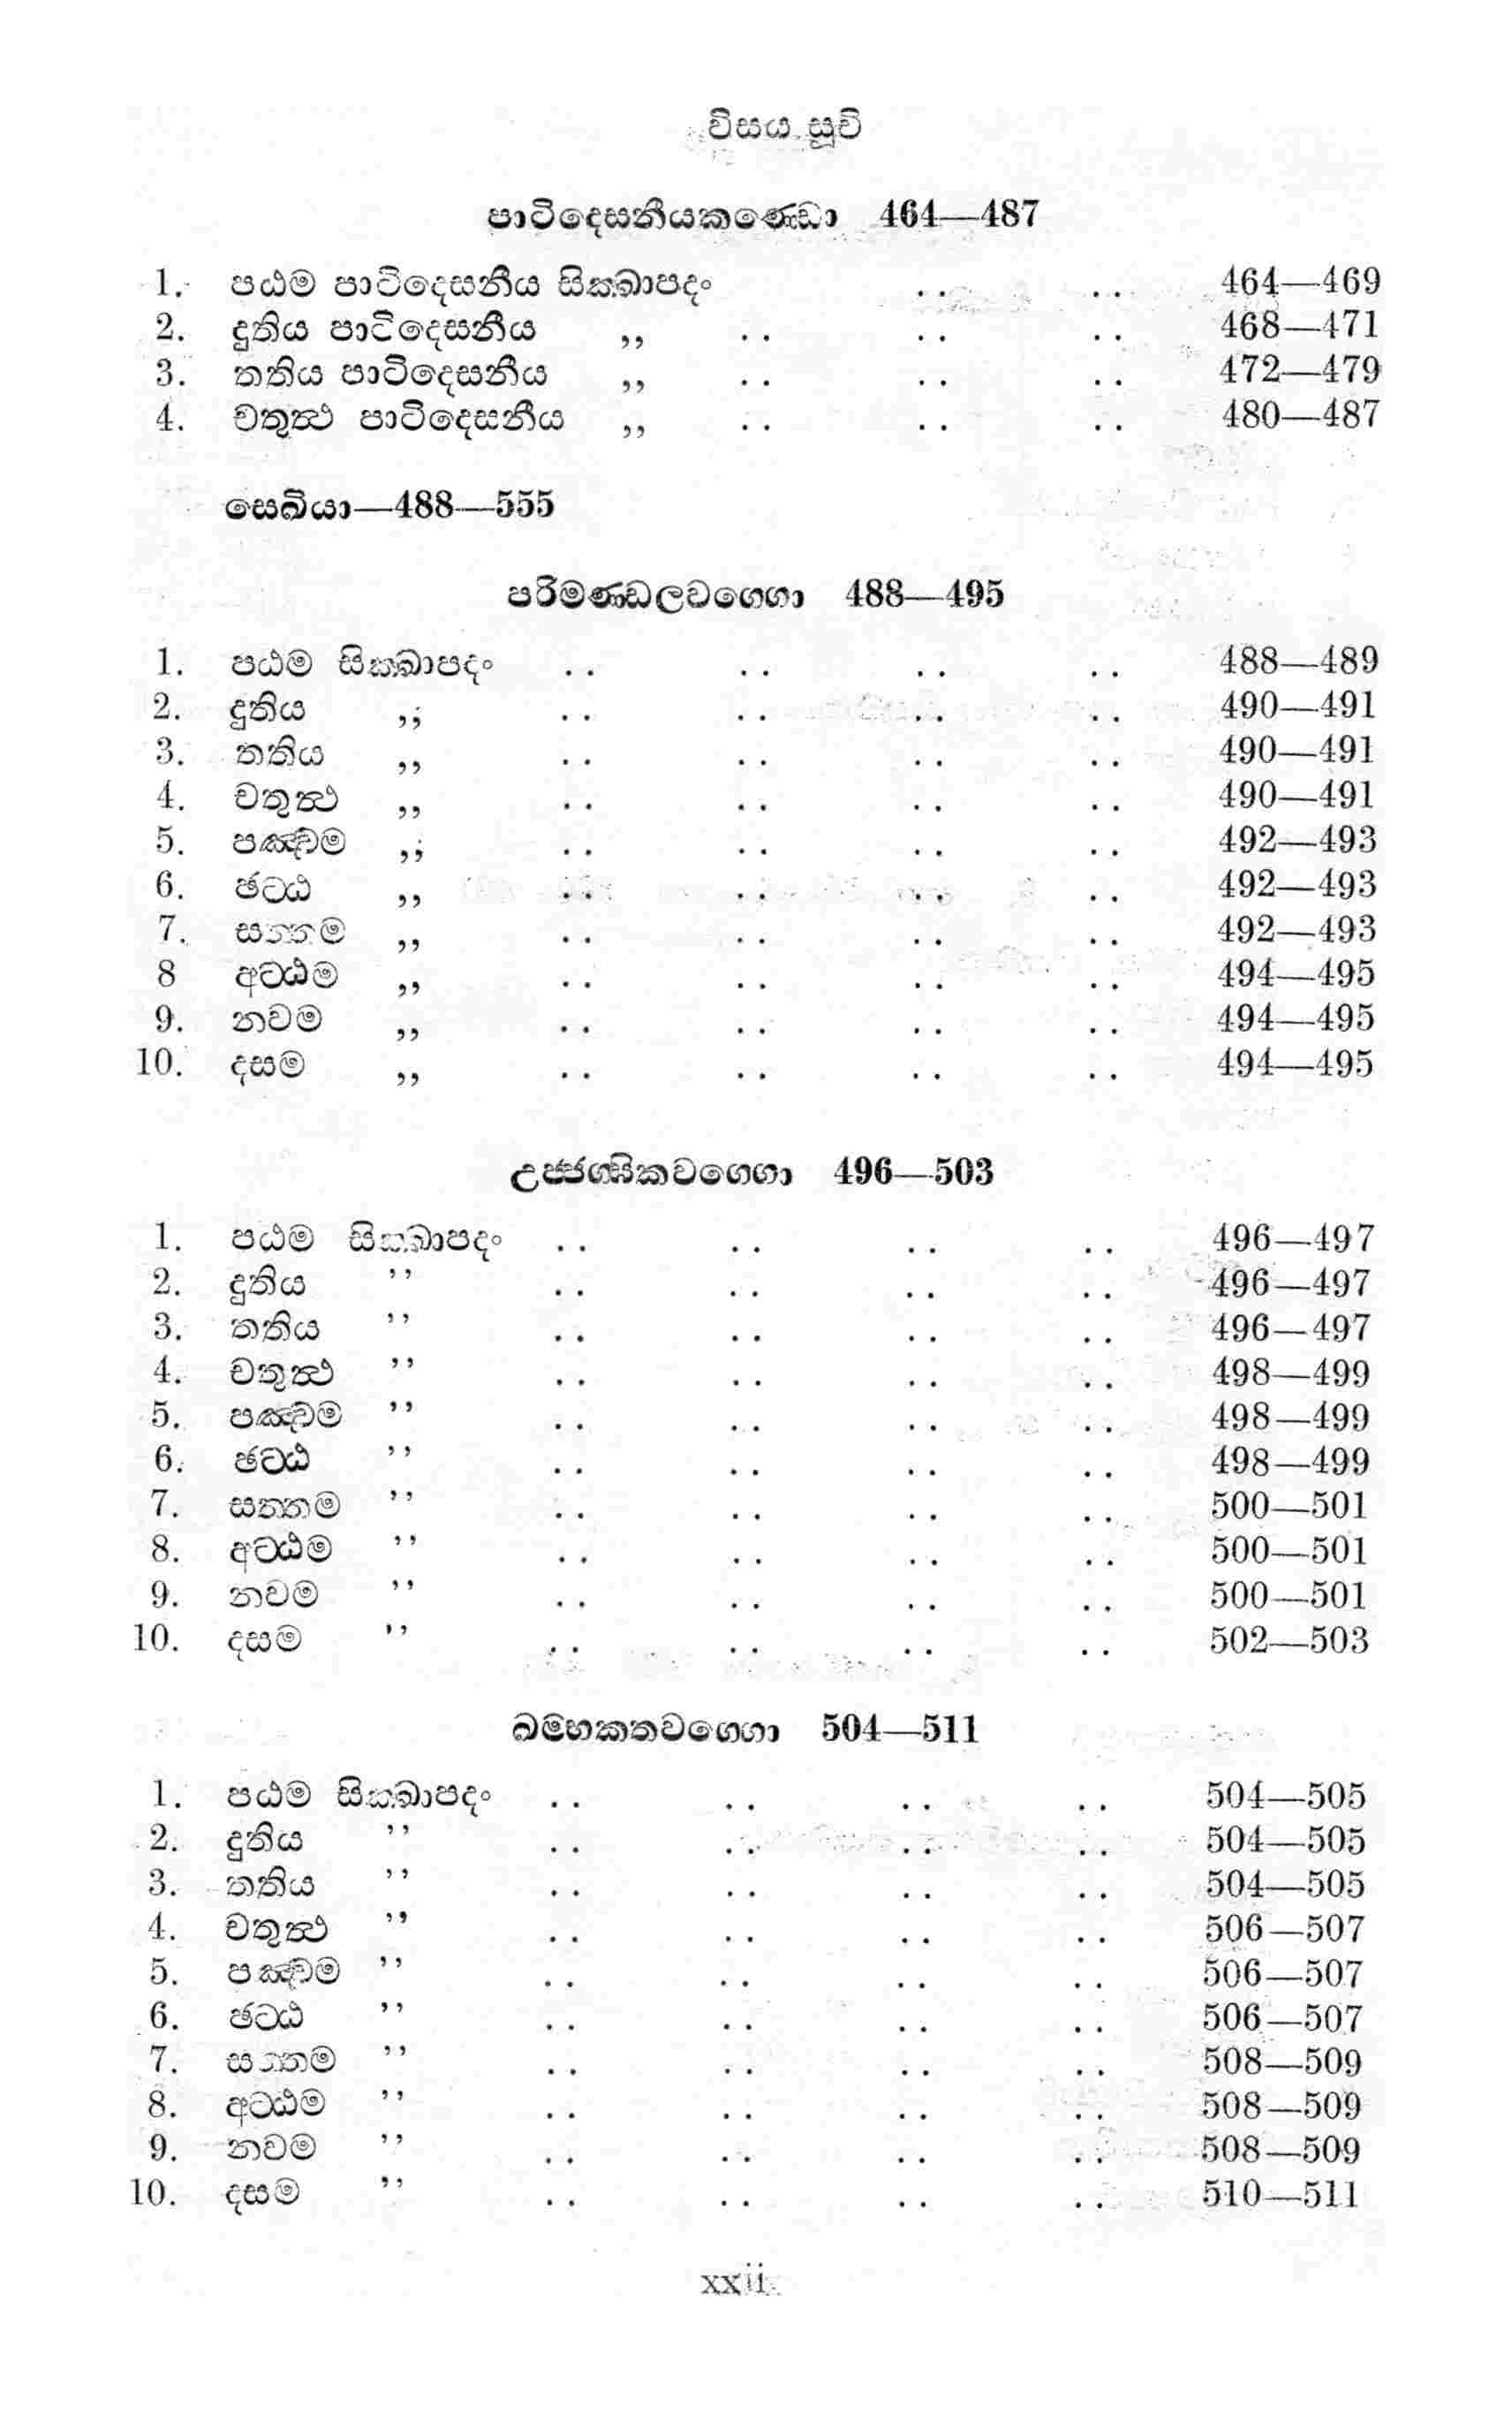 විසය සූචි
පාටිදෙසනීයකණ්ඩො 464—487
1. පඨම පාටිදෙසනීය සික්ඛාපදං .. .. 464—469
2. දුතිය පාටිදෙසනීය ,, .. .. .. 468—471
3. තතිය පාටිදෙසනීය ,, .. .. .. 472—479
4. චතුත්ථ පාටිදෙසනීය ,, .. .. .. 480—487
සෙඛියා—488—555
පරිමණ්ඩලවග්ගො 488—495
1. පඨම සික්ඛාපදං .. .. .. .. 488—489
2. දුතිය ,, .. .. .. .. 490—491
3. තතිය ,, .. .. .. .. 490—491
4. චතුත්ථ ,, .. .. .. .. 490—491
5. පඤ්චම ,, .. .. .. .. 492—493
6. ඡට්ඨ ,, .. .. .. .. 492—493
7. සත්තම ,, .. .. .. .. 492—493
8 අට්ඨම ,, .. .. .. .. 494—495
9. නවම ,, .. .. .. .. 494—495
10. දසම ,, .. .. .. .. 494—495
උජ්ජග්ඝිකවග්ගො 496—503
1. පඨම සික්ඛාපදං .. .. .. .. 496—497
2. දුතිය ’’ .. .. .. .. 496—497
3. තතිය ’’ .. .. .. .. 496—497
4. චතුත්ථ ’’ .. .. .. .. 498—499
5. පඤ්චම ’’ .. .. .. .. 498—499
6. ඡට්ඨ ’’ .. .. .. .. 498—499
7. සත්තම ’’ .. .. .. .. 500—501
8. අට්ඨම ’’ .. .. .. .. 500—501
9. නවම ’’ .. .. .. .. 500—501
10. දසම ’’ .. .. .. .. 502—503
ඛම්භකතවග්ගො 504—511
1. පඨම සික්ඛාපදං .. .. .. .. 504—505
2. දුතිය ’’ .. .. .. .. 504—505
3. තතිය ’’ .. .. .. .. 504—505
4. චතුත්ථ ’’ .. .. .. .. 506—507
5. පඤ්චම ’’ .. .. .. .. 506—507
6. ඡට්ඨ ’’ .. .. .. .. 506—507
7. සත්තම ’’ .. .. .. .. 508—509
8. අට්ඨම ’’ .. .. .. .. 508—509
9. නවම ’’ .. .. .. .. 508—509
10. දසම ’’ .. .. .. .. 510—511
xxii